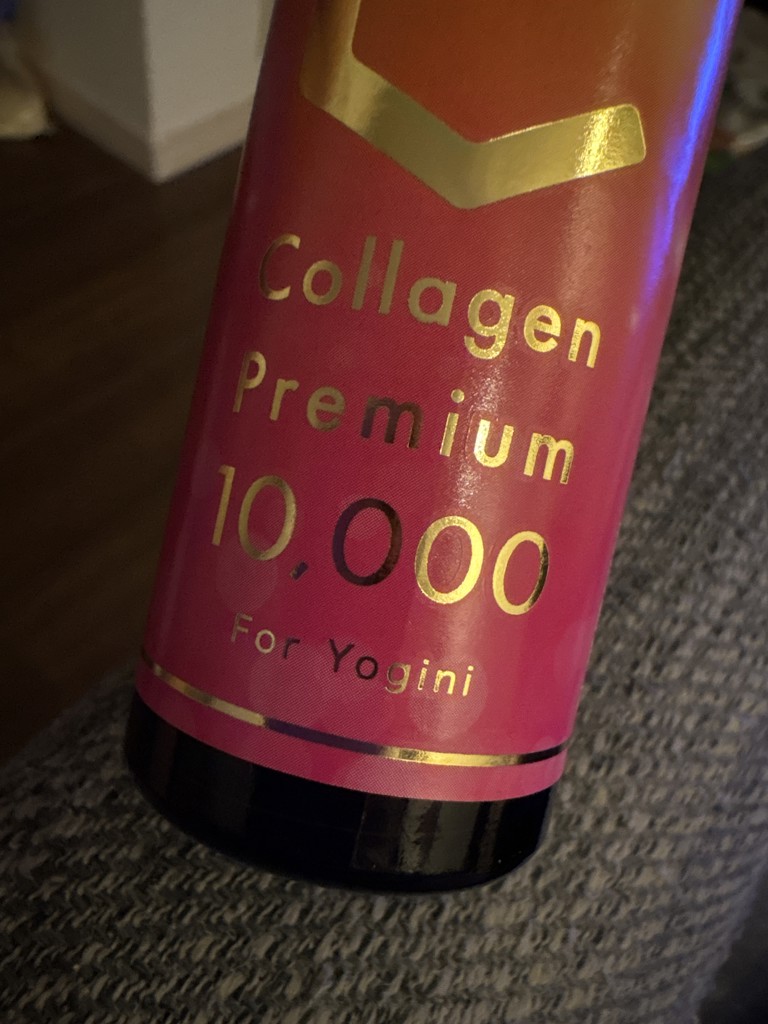 Collagen
Premium
10,000
For Yogini